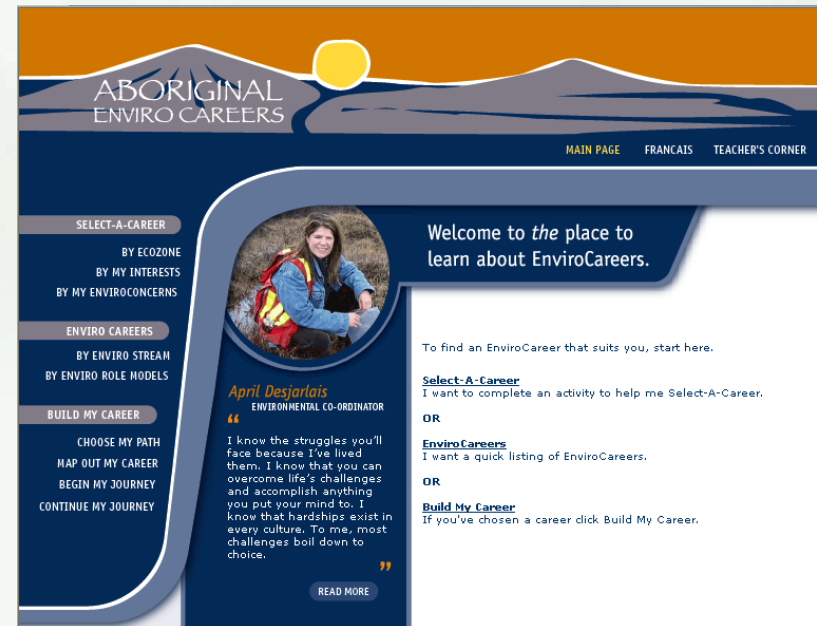 ABORIGINAL
ENVIRO CAREERS
MAIN PAGE FRANCAIS TEACHER'S CORNER
SELECT-A-CAREER
BY ECOZONE
BY MY INTERESTS
BY MY ENVIROCONCERNS
ENVIRO CAREERS
BY ENVIRO STREAM
BY ENVIRO ROLE MODELS
BUILD MY CAREER
CHOOSE MY PATH
MAP OUT MY CAREER
BEGIN MY JOURNEY
CONTINUE MY JOURNEY
April Desjarlais
ENVIRONMENTAL CO-ORDINATOR
“
I know the struggles you'll
face because I've lived
them. I know that you can
overcome life's challenges
and accomplish anything
you put your mind to. I
know that hardships exist in
every culture. To me, most
challenges boil down to
choice.
”
READ MORE
Welcome to the place to
learn about EnviroCareers.
To find an EnviroCareer that suits you, start here.
Select-A-Career
I want to complete an activity to help me Select-A-Career.
OR
EnviroCareers
I want a quick listing of EnviroCareers.
OR
Build My Career
If you've chosen a career click Build My Career.